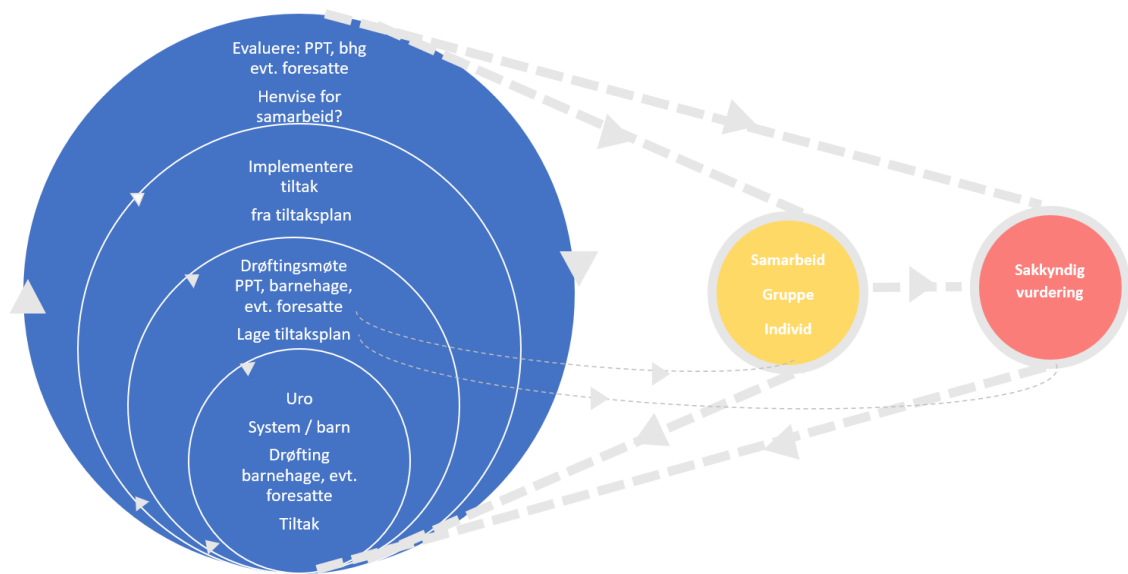 Evaluere: PPT, bhg
evt. foresatte
Henvise for
samarbeid?
Implementere
tiltak
fra tiltaksplan
Drøftingsmøte
PPT, barnehage,
evt. foresatte
Lage tiltaksplan
Uro
System / barn
Drøfting
barnehage, evt.
foresatte
Tiltak
Samarbeid
Gruppe
Individ
Sakkyndig
vurdering